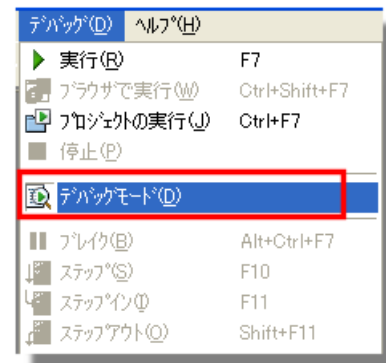 ﾃﾞﾊﾞｯｸﾞ(D) ﾍﾙﾌﾟ(H)
実行(R) F7
ﾌﾞﾗｳｻﾞで実行(W) Ctrl+Shift+F7
ﾌﾟﾛｼﾞｪｸﾄの実行(J) Ctrl+F7
停止(P)
ﾃﾞﾊﾞｯｸﾞﾓｰﾄﾞ(D)
ﾌﾞﾚｲｸ(B) Alt+Ctrl+F7
ｽﾃｯﾌﾟ(S) F10
ｽﾃｯﾌﾟｲﾝ(I) F11
ｽﾃｯﾌﾟｱｳﾄ(O) Shift+F11